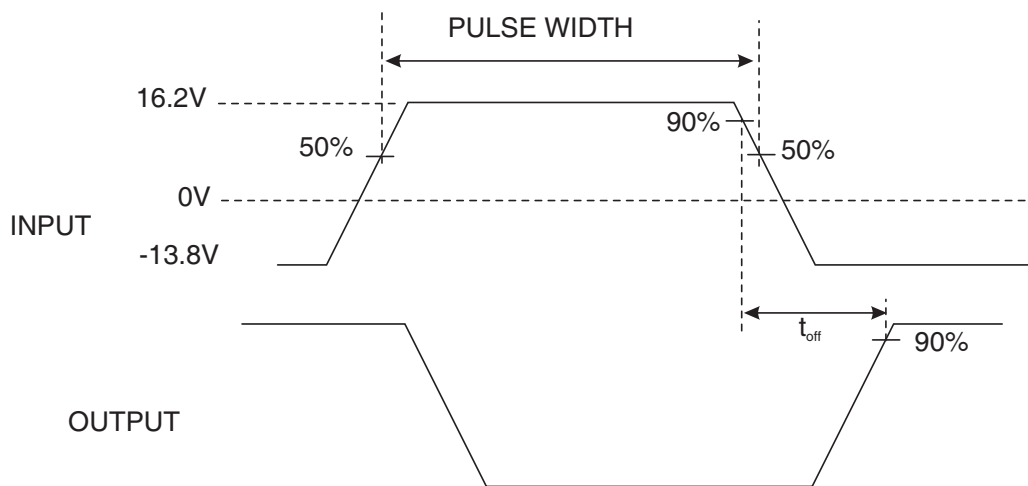 PULSE WIDTH
16.2V
90%
50%
50%
0V
INPUT
-13.8V
toff
90%
OUTPUT